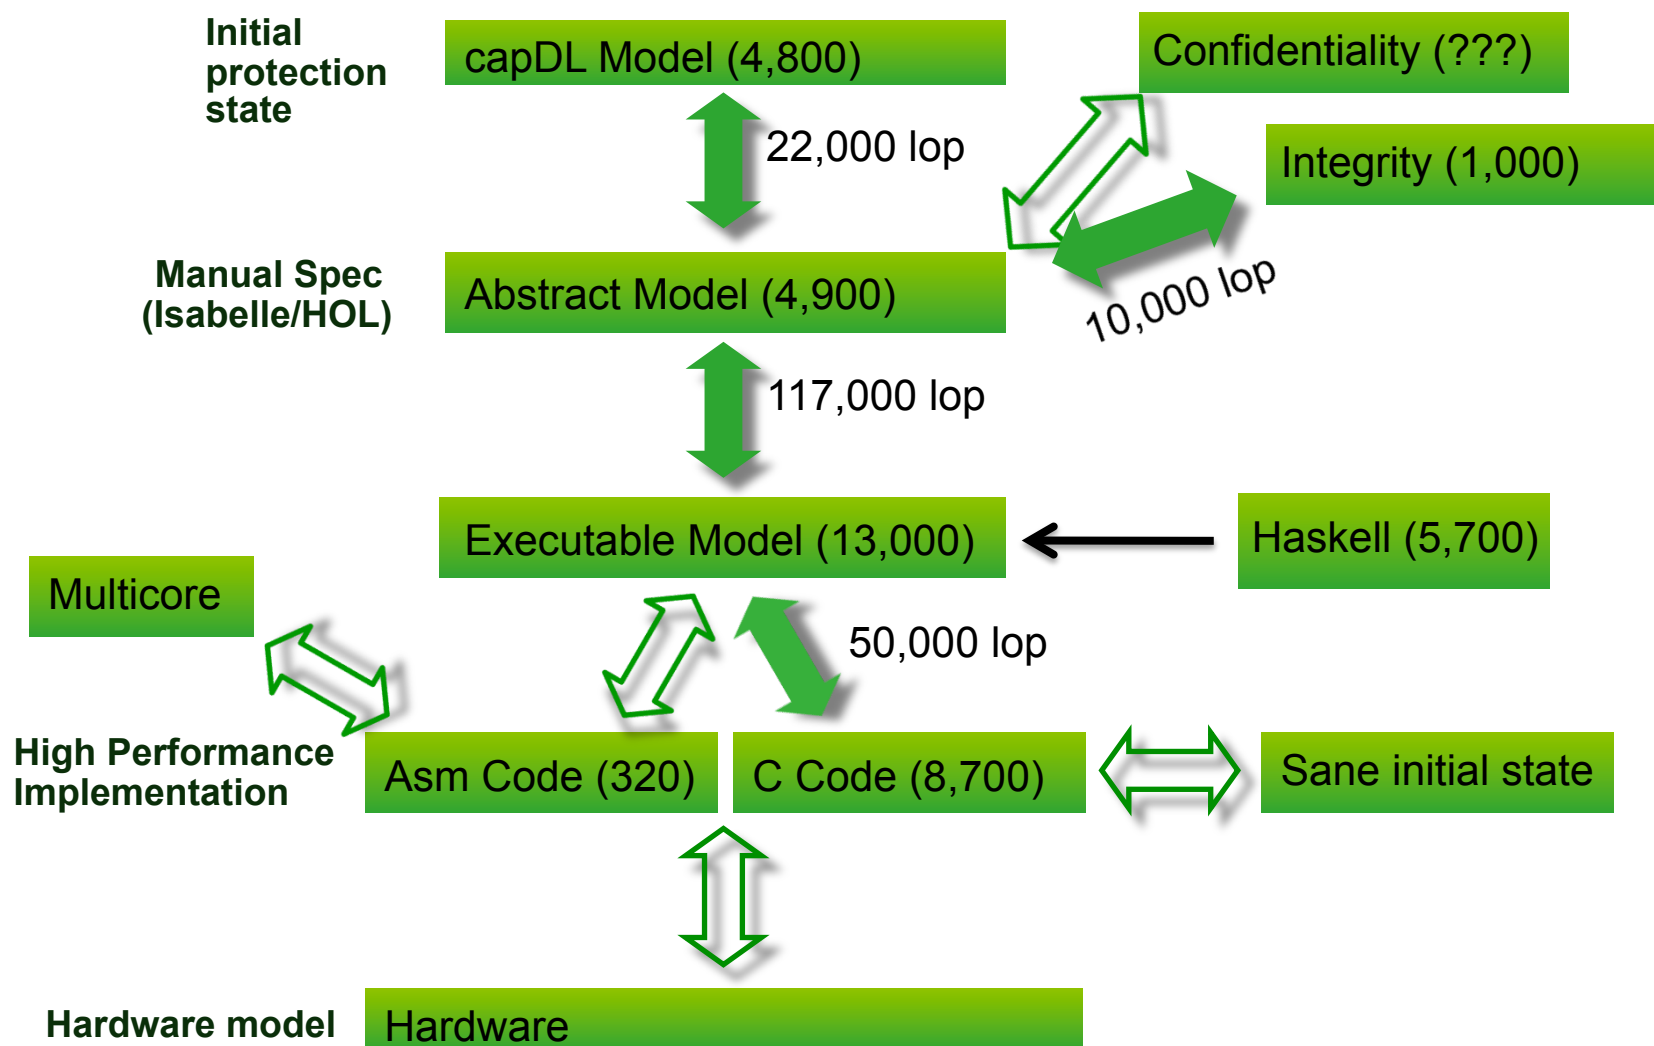 Initial
protection
state
capDL Model (4,800)
Confidentiality (???)
22,000 lop
Integrity (1,000)
Manual Spec
(Isabelle/HOL)
Abstract Model (4,900)
10,000 lop
117,000 lop
Executable Model (13,000)
Haskell (5,700)
Multicore
50,000 lop
High Performance
Implementation
Asm Code (320)
C Code (8,700)
Sane initial state
Hardware model
Hardware